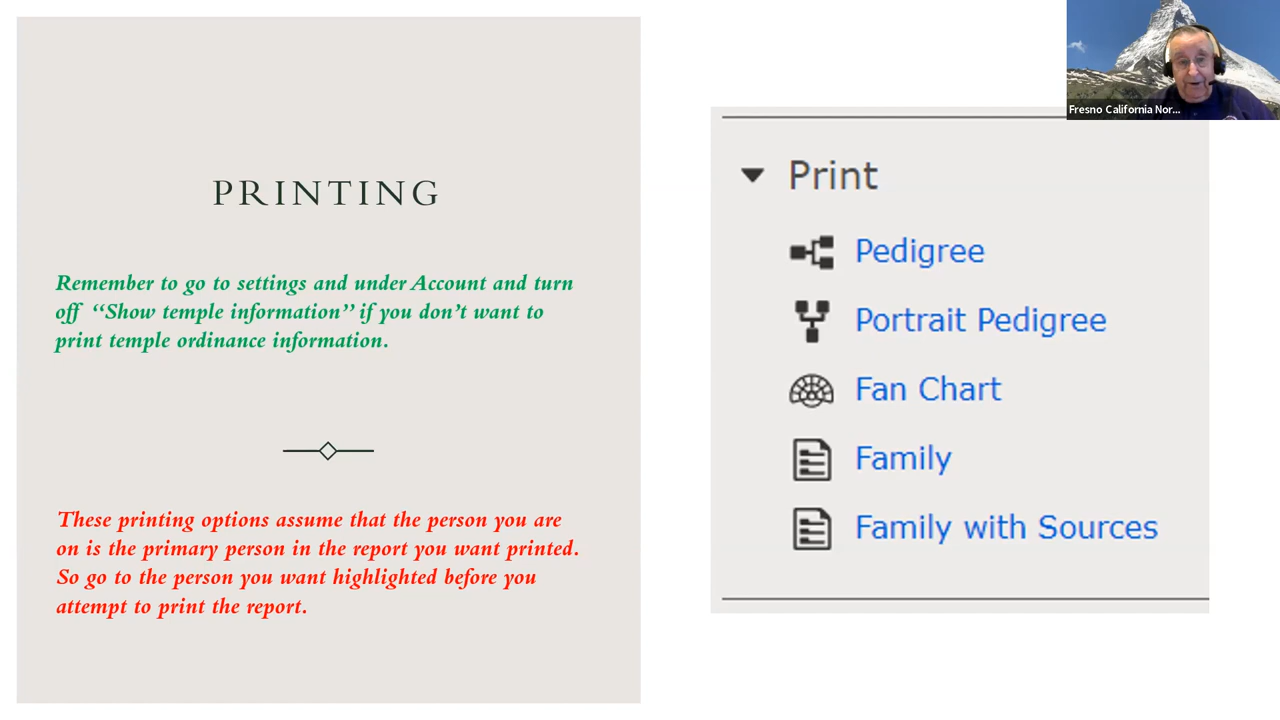 PRINTING
Remember to go to settings and under Account and turn
off “Show temple information” if you don’t want to
print temple ordinance information.
These printing options assume that the person you are
on is the primary person in the report you want printed.
So go to the person you want highlighted before you
attempt to print the report.
Fresno California Nor...
Print
Pedigree
Portrait Pedigree
Fan Chart
Family
Family with Sources